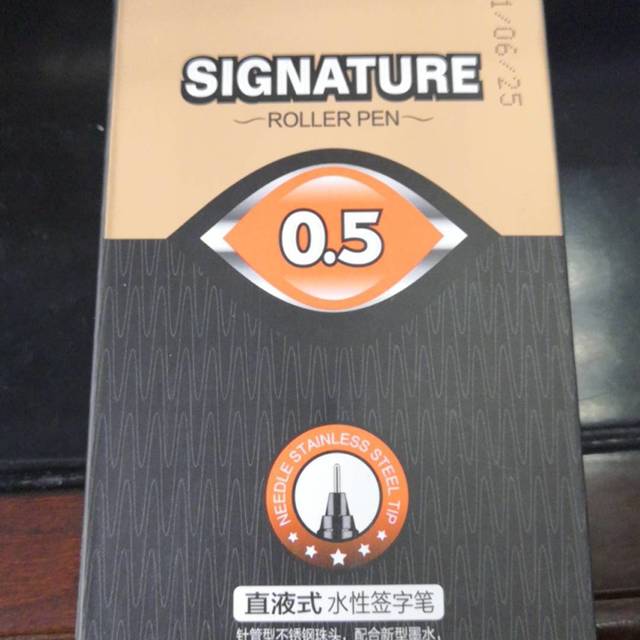 1/06/25
SIGNATURE
ROLLER PEN
0.5
NEEDLE STAINLESS STEEL TIP
直液式 水性签字笔
针管型不锈钢珠头，配合新型墨水，